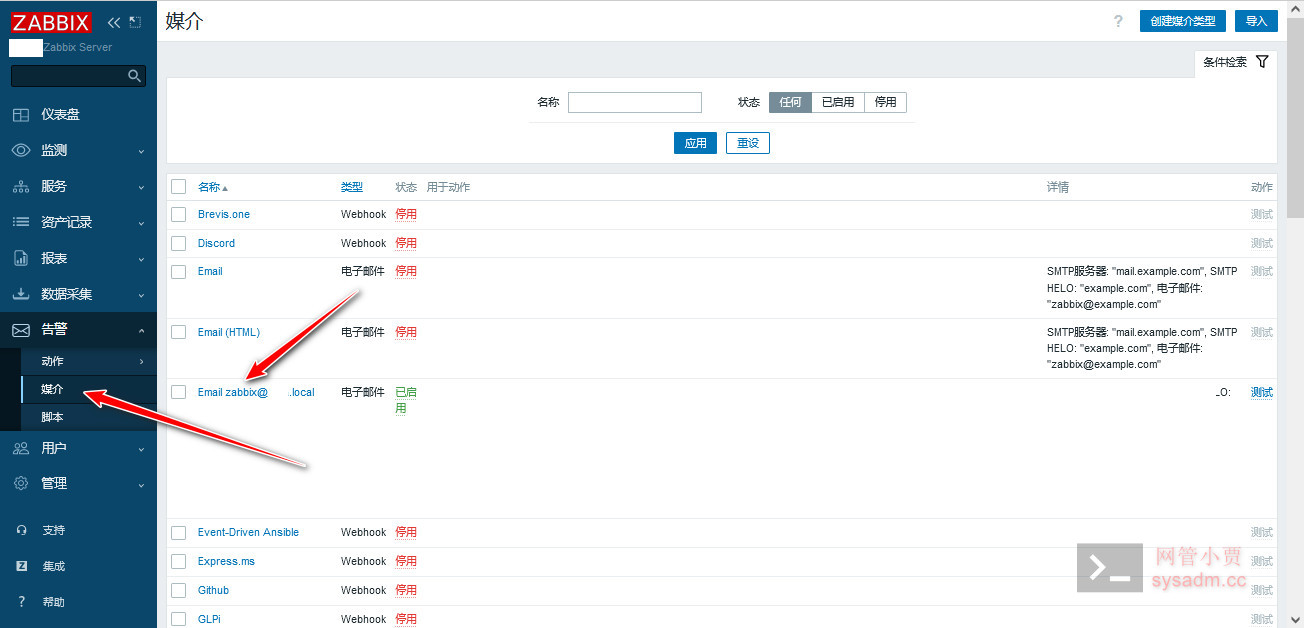 ZABBIX
Zabbix Server
仪表盘
监测
服务
资产记录
报表
数据采集
告警
动作
媒介
脚本
用户
管理
支持
集成
帮助
媒介
?
创建媒介类型
导入
条件检索
名称
状态
任何
已启用
停用
应用
重设
名称 类型 状态 用于动作 详情 动作
Brevis.one Webhook 停用 测试
Discord Webhook 停用 测试
Email 电子邮件 停用 SMTP服务器: "mail.example.com", SMTP 测试
HELO: "example.com", 电子邮件:
"zabbix@example.com"
Email (HTML) 电子邮件 停用 SMTP服务器: "mail.example.com", SMTP 测试
HELO: "example.com", 电子邮件:
"zabbix@example.com"
Email zabbix@ .local 电子邮件 已启 LO: 测试
用
Event-Driven Ansible Webhook 停用 测试
Express.ms Webhook 停用 测试
Github Webhook 停用 测试
GLPi Webhook 停用 测试
网管小贾
sysadm.cc